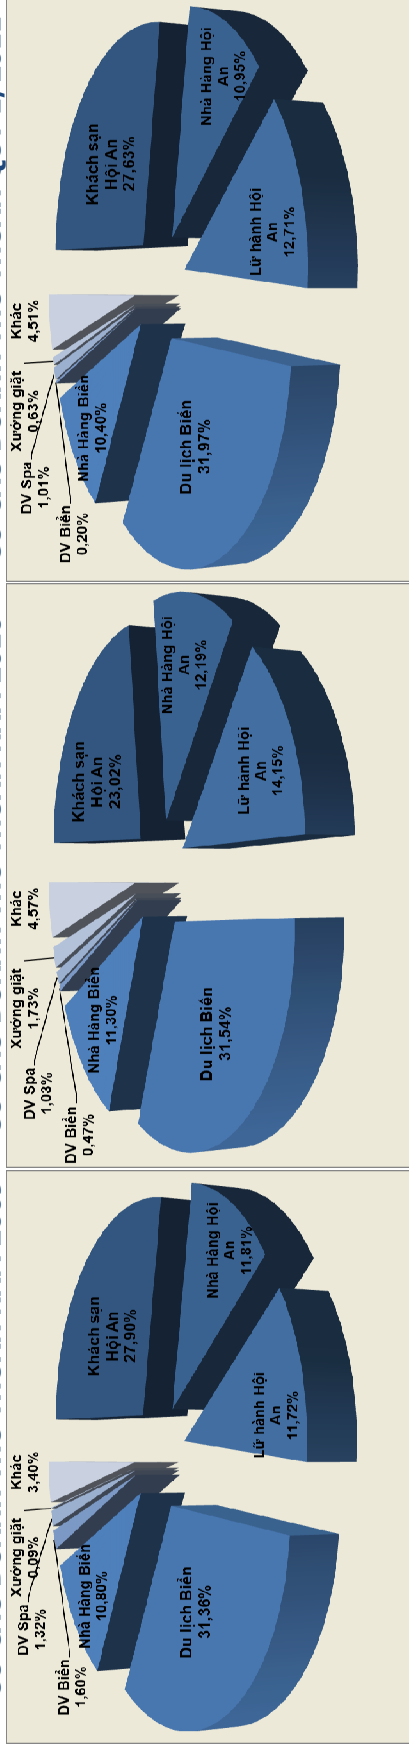 Khách sạn
Hội An
27,90%
Nhà Hàng Hội
An
11,81%
Lữ hành Hội
An
11,72%
Du lịch Biển
31,36%
Nhà Hàng Biển
10,80%
DV Biển
1,60%
DV Spa
1,32%
Xưởng giặt
0,09%
Khác
3,40%
Khách sạn
Hội An
23,02%
Nhà Hàng Hội
An
12,19%
Lữ hành Hội
An
14,15%
Du lịch Biển
31,54%
Nhà Hàng Biển
11,30%
DV Biển
0,47%
DV Spa
1,03%
Xưởng giặt
1,73%
Khác
4,57%
Khách sạn
Hội An
27,63%
Nhà Hàng Hội
An
10,95%
Lữ hành Hội
An
12,71%
Du lịch Biển
31,97%
Nhà Hàng Biển
10,40%
DV Biển
0,20%
DV Spa
1,01%
Xưởng giặt
0,63%
Khác
4,51%